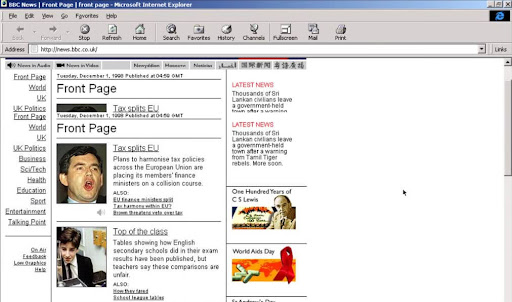 BBC News | Front Page | front page - Microsoft Internet Explorer
File Edit View Go Favorites Help
Back Forward Stop Refresh Home Search Favorites History Channels Fullscreen Mail Print
Address http://news.bbc.co.uk/ Links
News in Audio News in Video Newyddion Noticias 国际新闻 粤语广播
Front Page
World
UK
UK Politics
Front Page
World
UK
UK Politics
Business
Sci/Tech
Health
Education
Sport
Entertainment
Talking Point
On Air
Feedback
Low Graphics
Help
Tuesday, December 1, 1998 Published at 04:59 GMT
Front Page
Tax splits EU
Tuesday, December 1, 1998 Published at 04:59 GMT
Front Page
Tax splits EU
Plans to harmonise tax policies
across the European Union are
placing its members' finance
ministers on a collision course.
ALSO:
EU finance ministers split
Tax harmony within EU?
Brown threatens veto over tax
Top of the class
Tables showing how English
secondary schools did in their exam
results have been published, but
teachers say these comparisons are
unfair.
ALSO:
How they fared
School league tables
LATEST NEWS
Thousands of Sri
Lankan civilians leave
a government-held
town after a warning
LATEST NEWS
Thousands of Sri
Lankan civilians leave
a government-held
town after a warning
from Tamil Tiger
rebels. More soon.
One Hundred Years of
C S Lewis
World Aids Day
St Andrew's Day